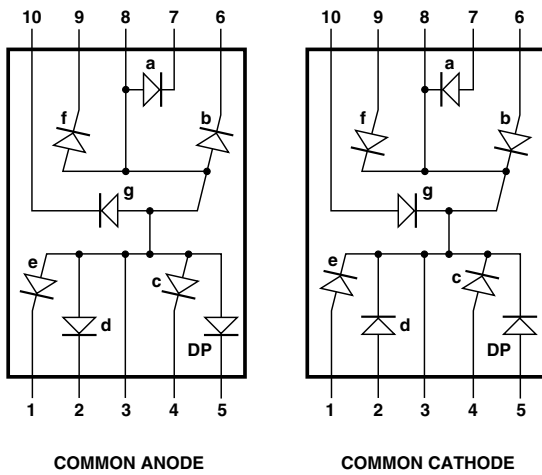 10 9 8 7 6 10 9 8 7 6
a a
f b f b
g g
e c e c
d d
DP DP
1 2 3 4 5 1 2 3 4 5
COMMON ANODE COMMON CATHODE